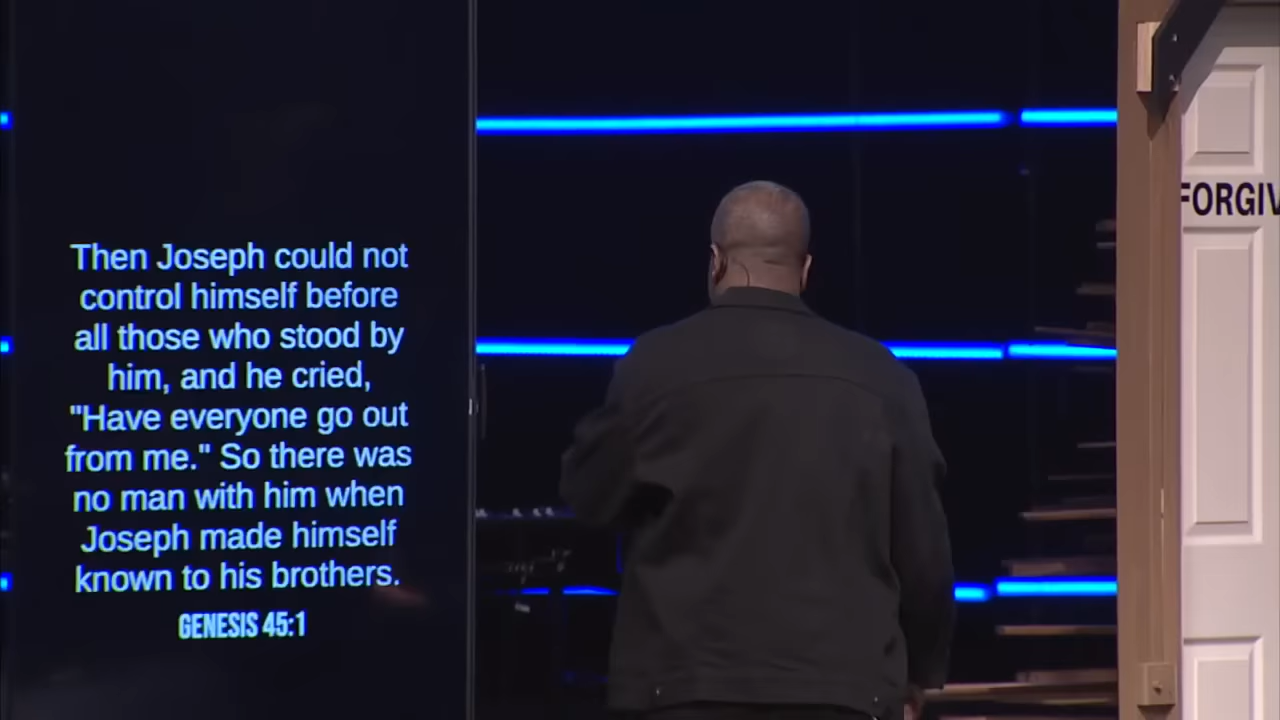 Then Joseph could not
control himself before
all those who stood by
him, and he cried,
"Have everyone go out
from me." So there was
no man with him when
Joseph made himself
known to his brothers.
GENESIS 45:1
FORGIV